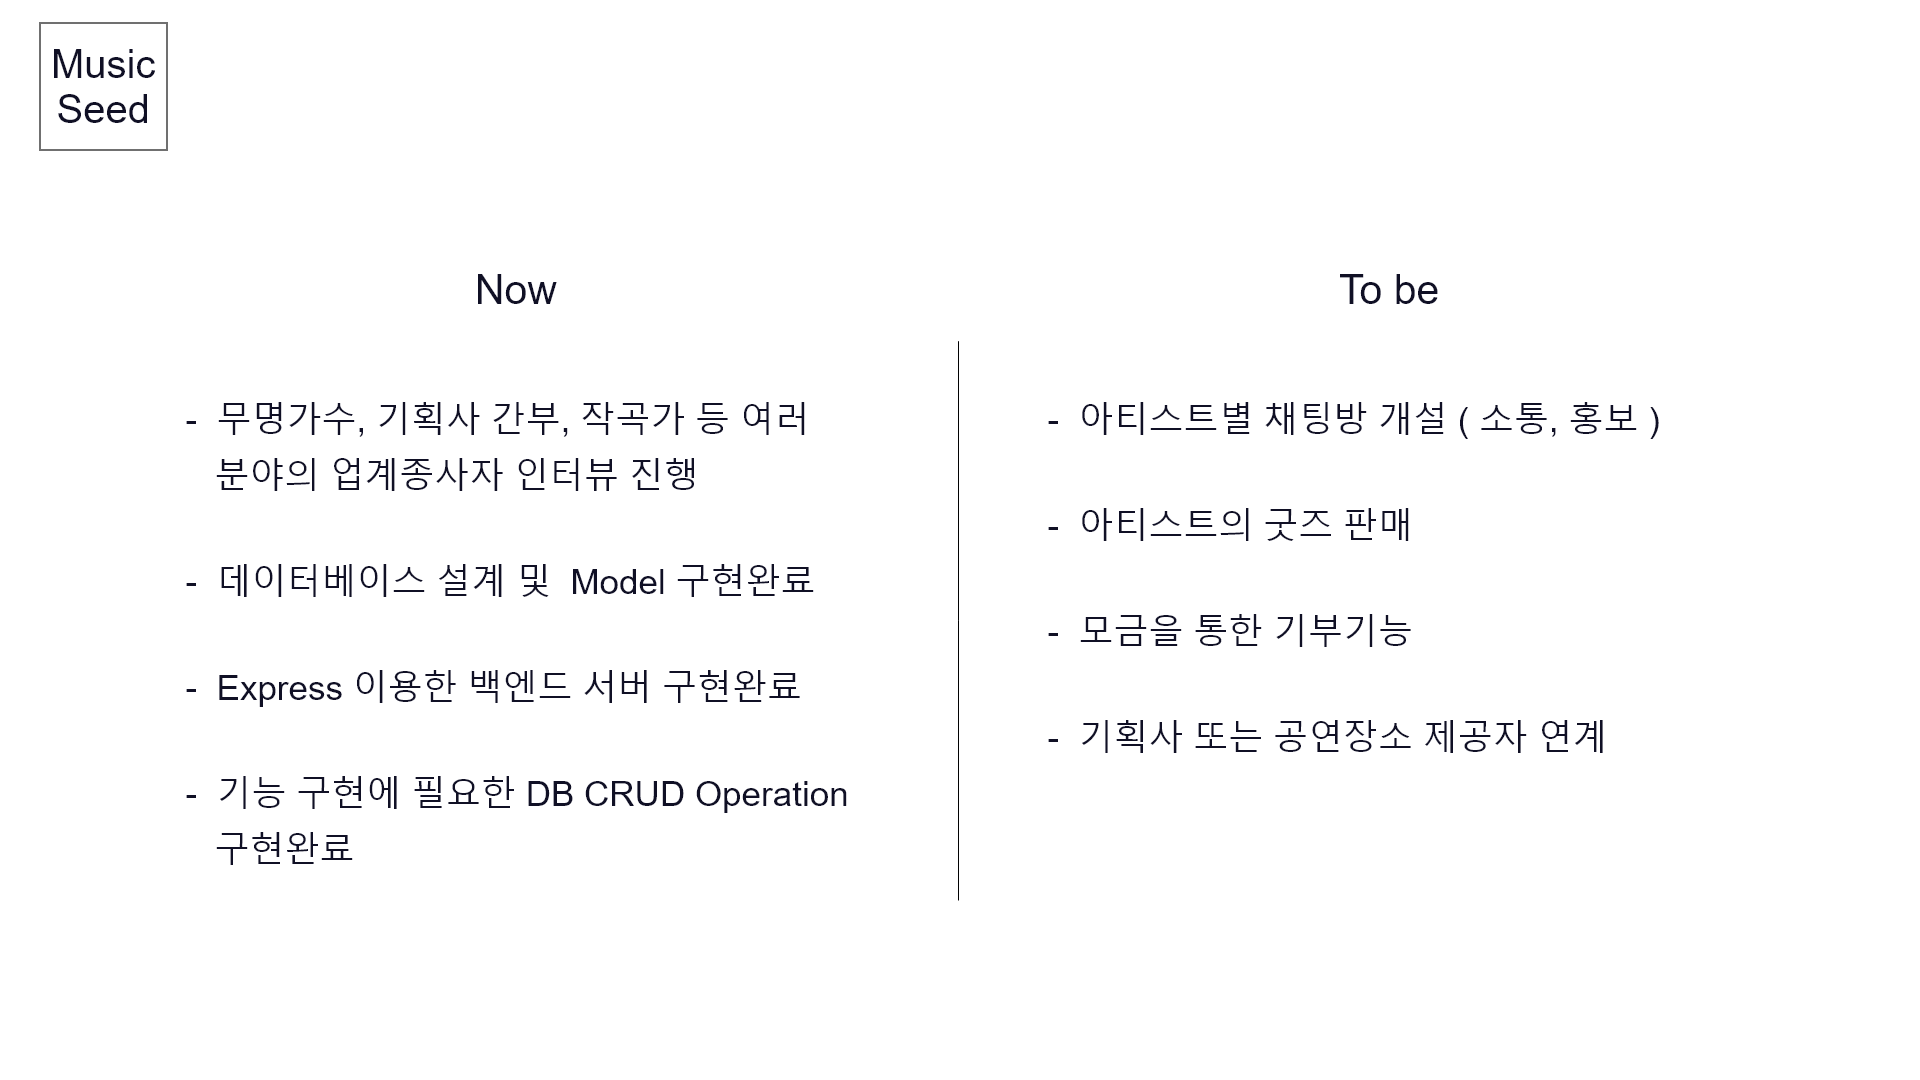 Music
Seed
Now
- 무명가수, 기획사 간부, 작곡가 등 여러
분야의 업계종사자 인터뷰 진행
- 데이터베이스 설계 및  Model 구현완료
- Express 이용한 백엔드 서버 구현완료
- 기능 구현에 필요한 DB CRUD Operation
구현완료
To be
- 아티스트별 채팅방 개설 ( 소통, 홍보 )
- 아티스트의 굿즈 판매
- 모금을 통한 기부기능
- 기획사 또는 공연장소 제공자 연계